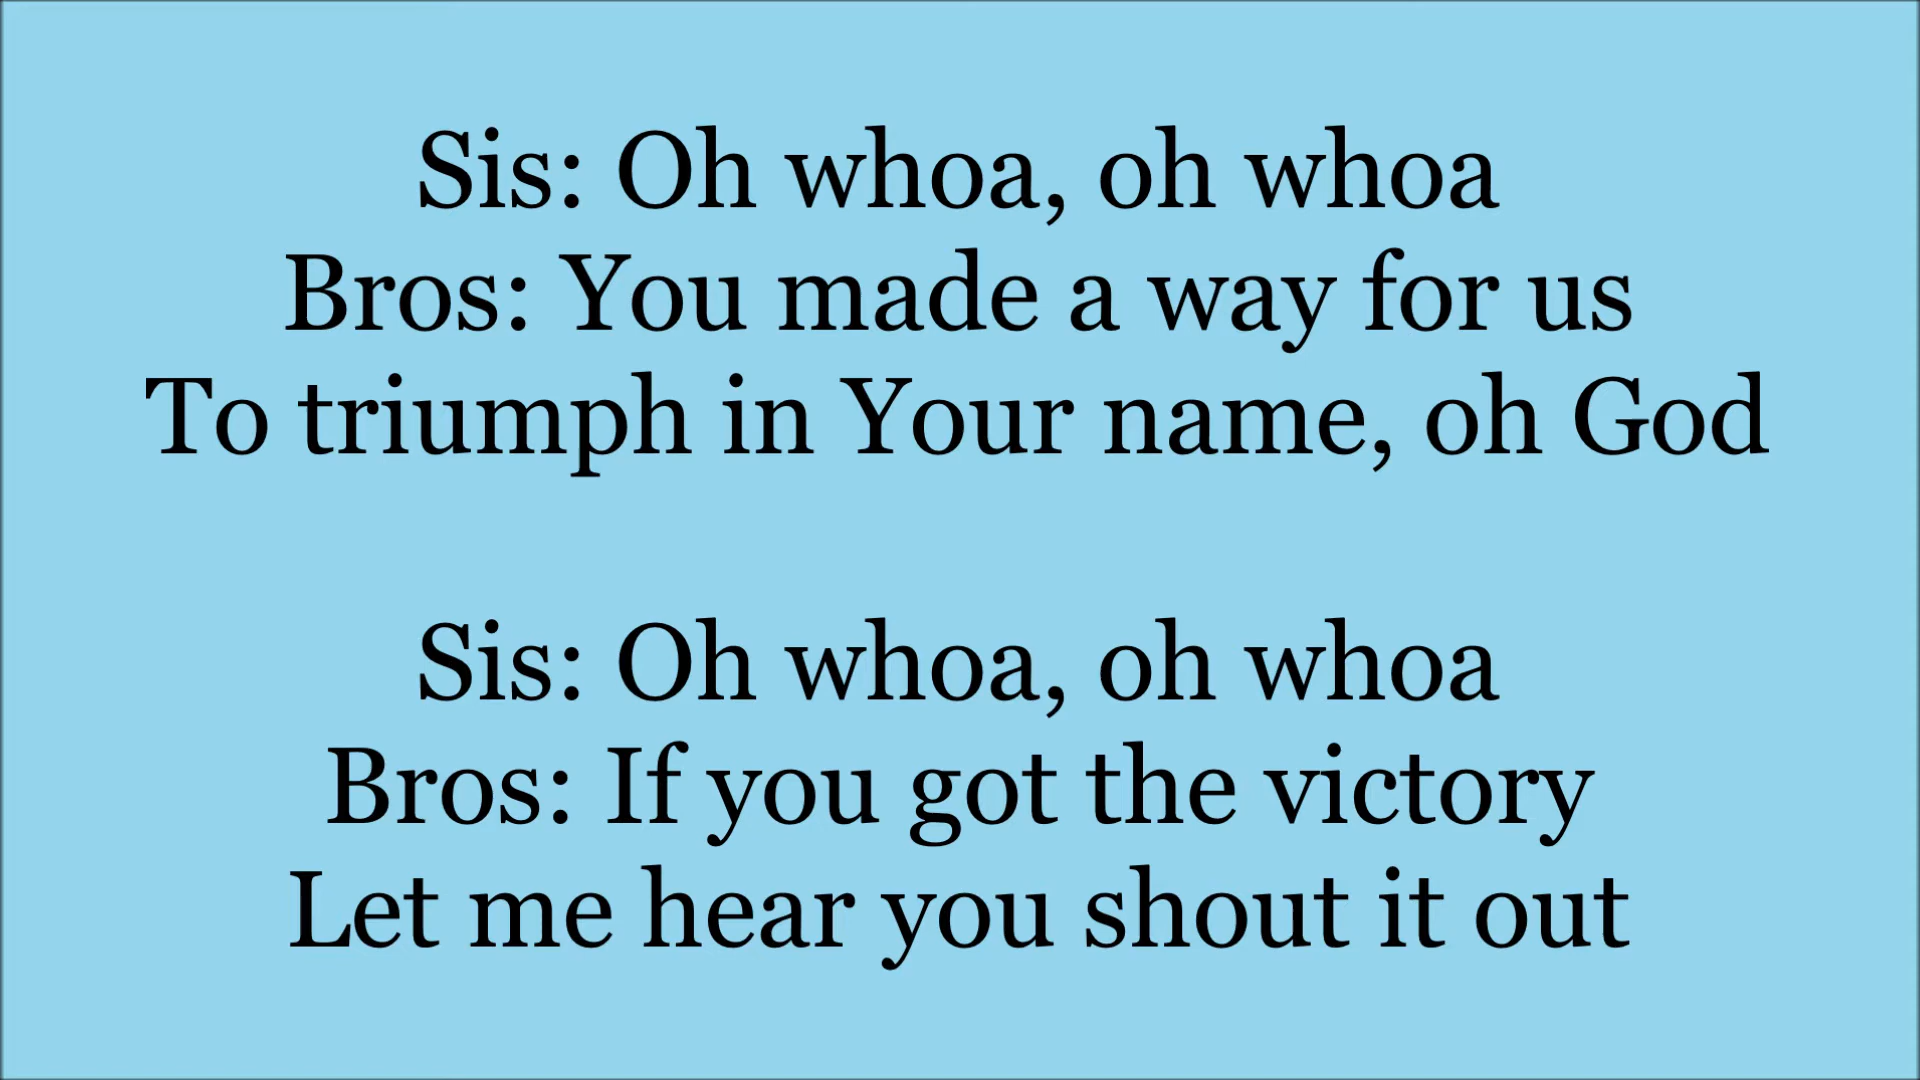 Sis: Oh whoa, oh whoa
Bros: You made a way for us
To triumph in Your name, oh God
Sis: Oh whoa, oh whoa
Bros: If you got the victory
Let me hear you shout it out